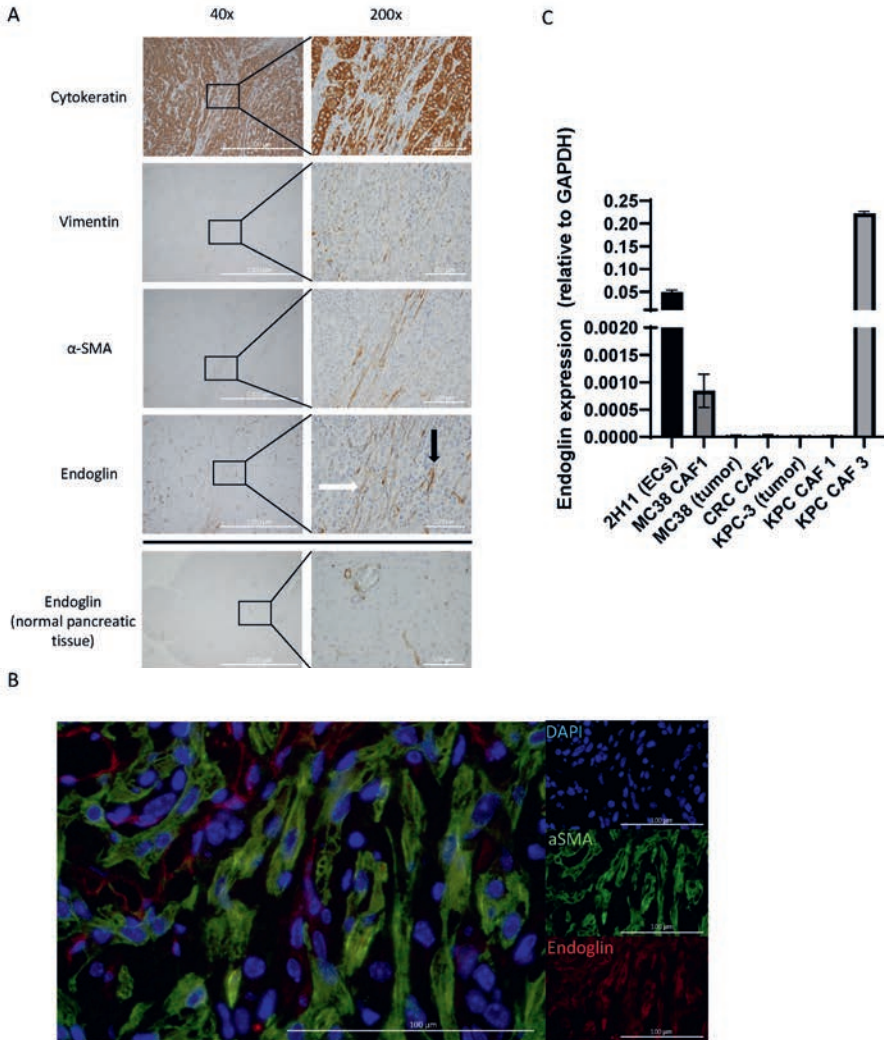 A
40x
200x
Cytokeratin
Vimentin
α-SMA
Endoglin
Endoglin
(normal pancreatic
tissue)
C
Endoglin expression (relative to GAPDH)
0.25
0.20
0.15
0.10
0.05
0.0020
0.0015
0.0010
0.0005
0.0000
2H11 (ECs)
MC38 CAF1
MC38 (tumor)
CRC CAF2
KPC-3 (tumor)
KPC CAF 1
KPC CAF 3
B
100 µm
DAPI
aSMA
Endoglin